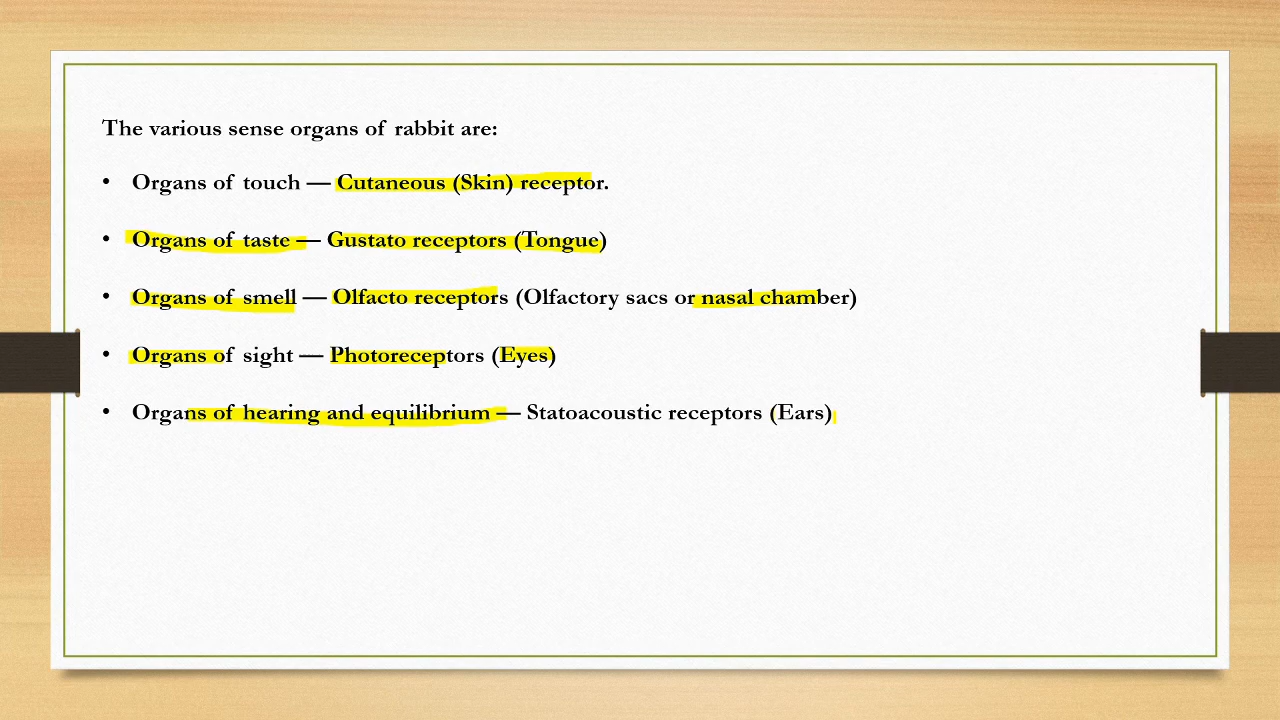 The various sense organs of rabbit are:
• Organs of touch — Cutaneous (Skin) receptor.
• Organs of taste — Gustato receptors (Tongue)
• Organs of smell — Olfacto receptors (Olfactory sacs or nasal chamber)
• Organs of sight — Photoreceptors (Eyes)
• Organs of hearing and equilibrium — Statoacoustic receptors (Ears)